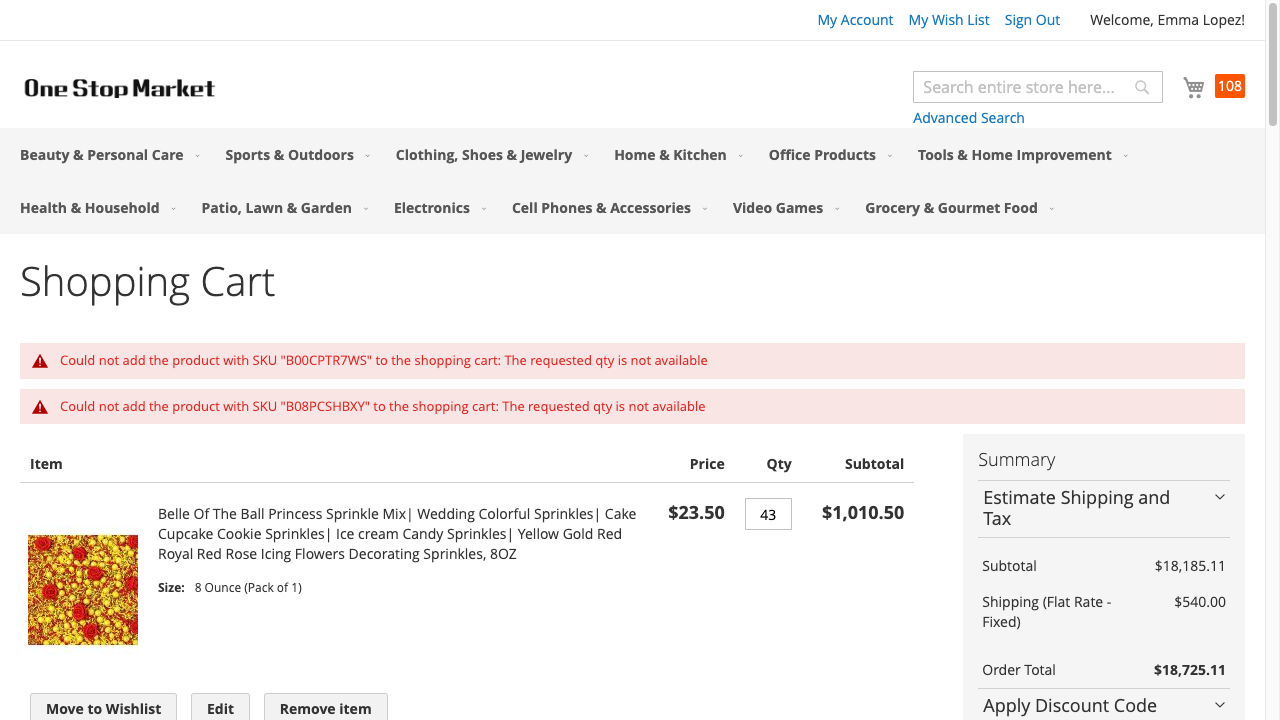 My Account My Wish List Sign Out Welcome, Emma Lopez!
One Stop Market
Search entire store here...
108
Advanced Search
Beauty & Personal Care Sports & Outdoors Clothing, Shoes & Jewelry Home & Kitchen Office Products Tools & Home Improvement
Health & Household Patio, Lawn & Garden Electronics Cell Phones & Accessories Video Games Grocery & Gourmet Food
Shopping Cart
Could not add the product with SKU "B00CPTR7WS" to the shopping cart: The requested qty is not available
Could not add the product with SKU "B08PCSHBXY" to the shopping cart: The requested qty is not available
Item Price Qty Subtotal
Belle Of The Ball Princess Sprinkle Mix| Wedding Colorful Sprinkles| Cake
Cupcake Cookie Sprinkles| Ice cream Candy Sprinkles| Yellow Gold Red
Royal Red Rose Icing Flowers Decorating Sprinkles, 8OZ
Size: 8 Ounce (Pack of 1)
$23.50 43 $1,010.50
Move to Wishlist Edit Remove item
Summary
Estimate Shipping and
Tax
Subtotal $18,185.11
Shipping (Flat Rate - $540.00
Fixed)
Order Total $18,725.11
Apply Discount Code